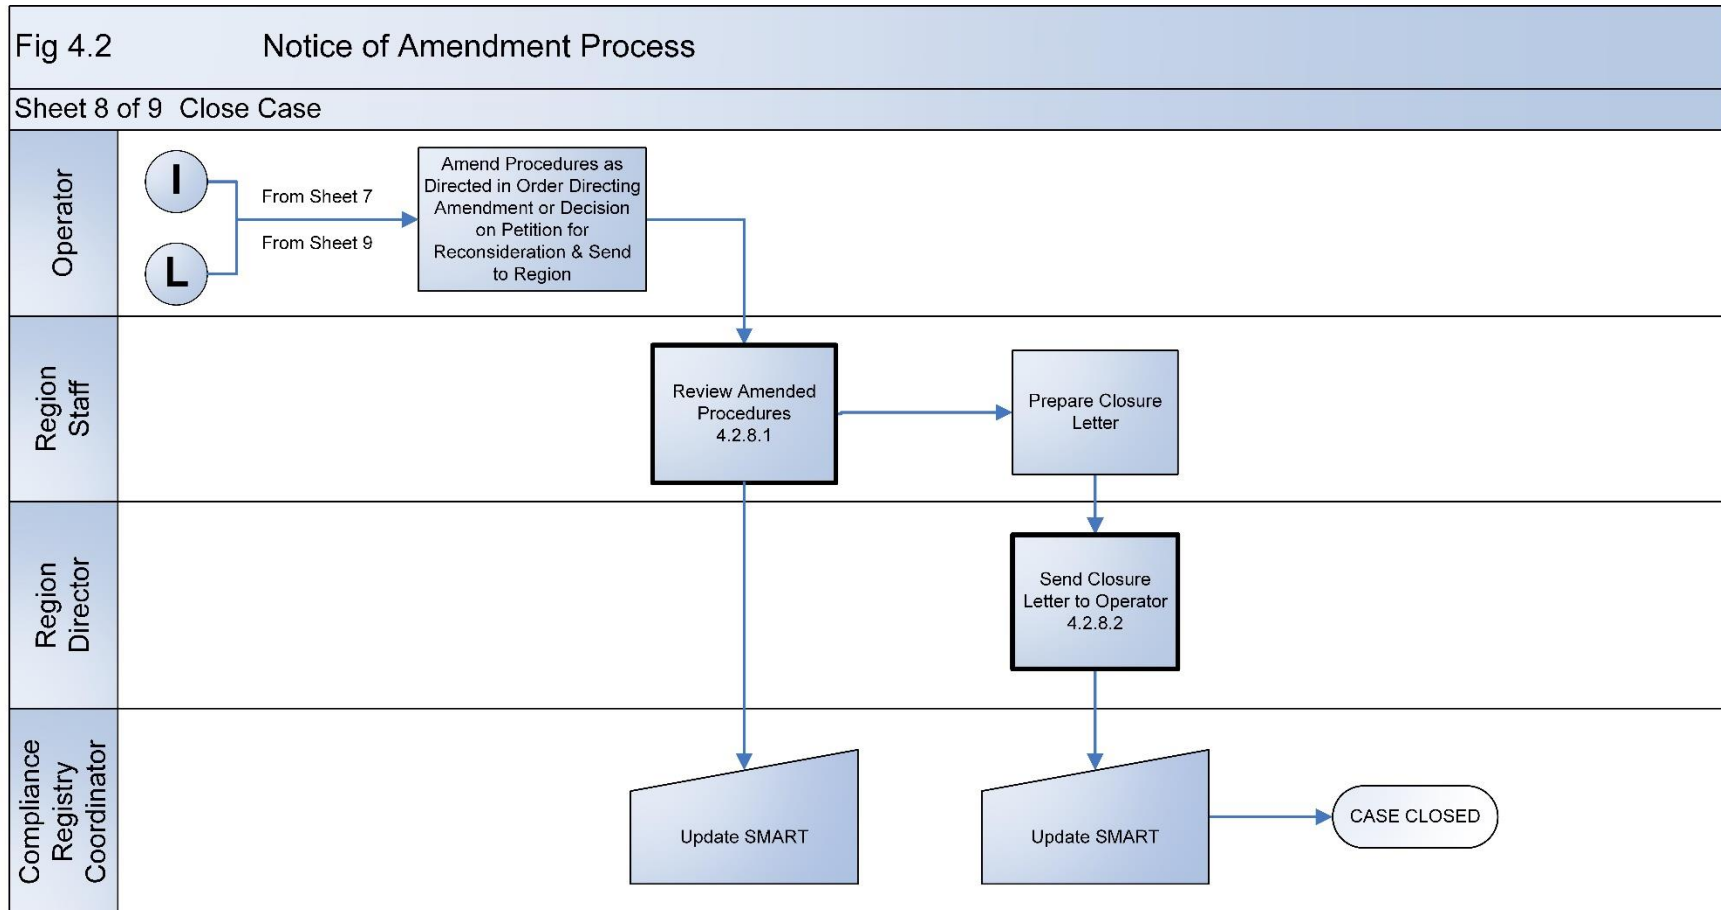 Fig 4.2 Notice of Amendment Process
Sheet 8 of 9 Close Case
Operator
I
From Sheet 7
From Sheet 9
L
Amend Procedures as
Directed in Order Directing
Amendment or Decision
on Petition for
Reconsideration & Send
to Region
Region
Staff
Review Amended
Procedures
4.2.8.1
Prepare Closure
Letter
Region
Director
Send Closure
Letter to Operator
4.2.8.2
Compliance
Registry
Coordinator
Update SMART
Update SMART
CASE CLOSED